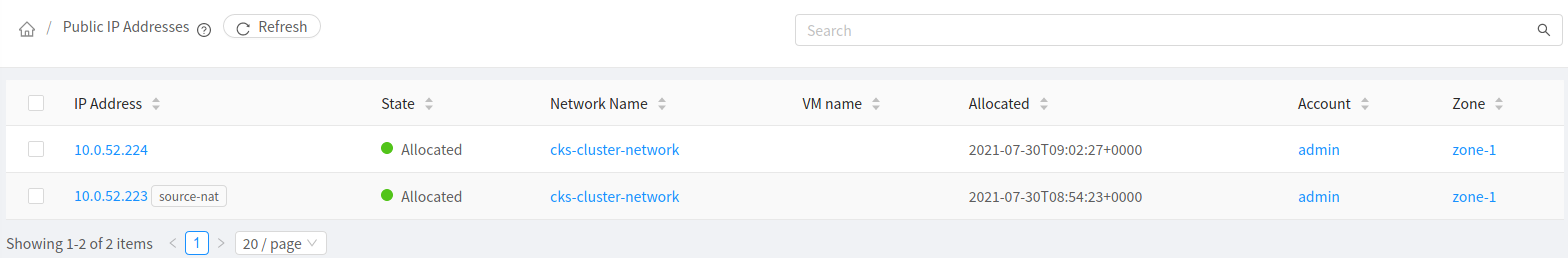 / Public IP Addresses Refresh Search
IP Address State Network Name VM name Allocated Account Zone
10.0.52.224 Allocated cks-cluster-network 2021-07-30T09:02:27+0000 admin zone-1
10.0.52.223 source-nat Allocated cks-cluster-network 2021-07-30T08:54:23+0000 admin zone-1
Showing 1-2 of 2 items < 1 > 20 / page